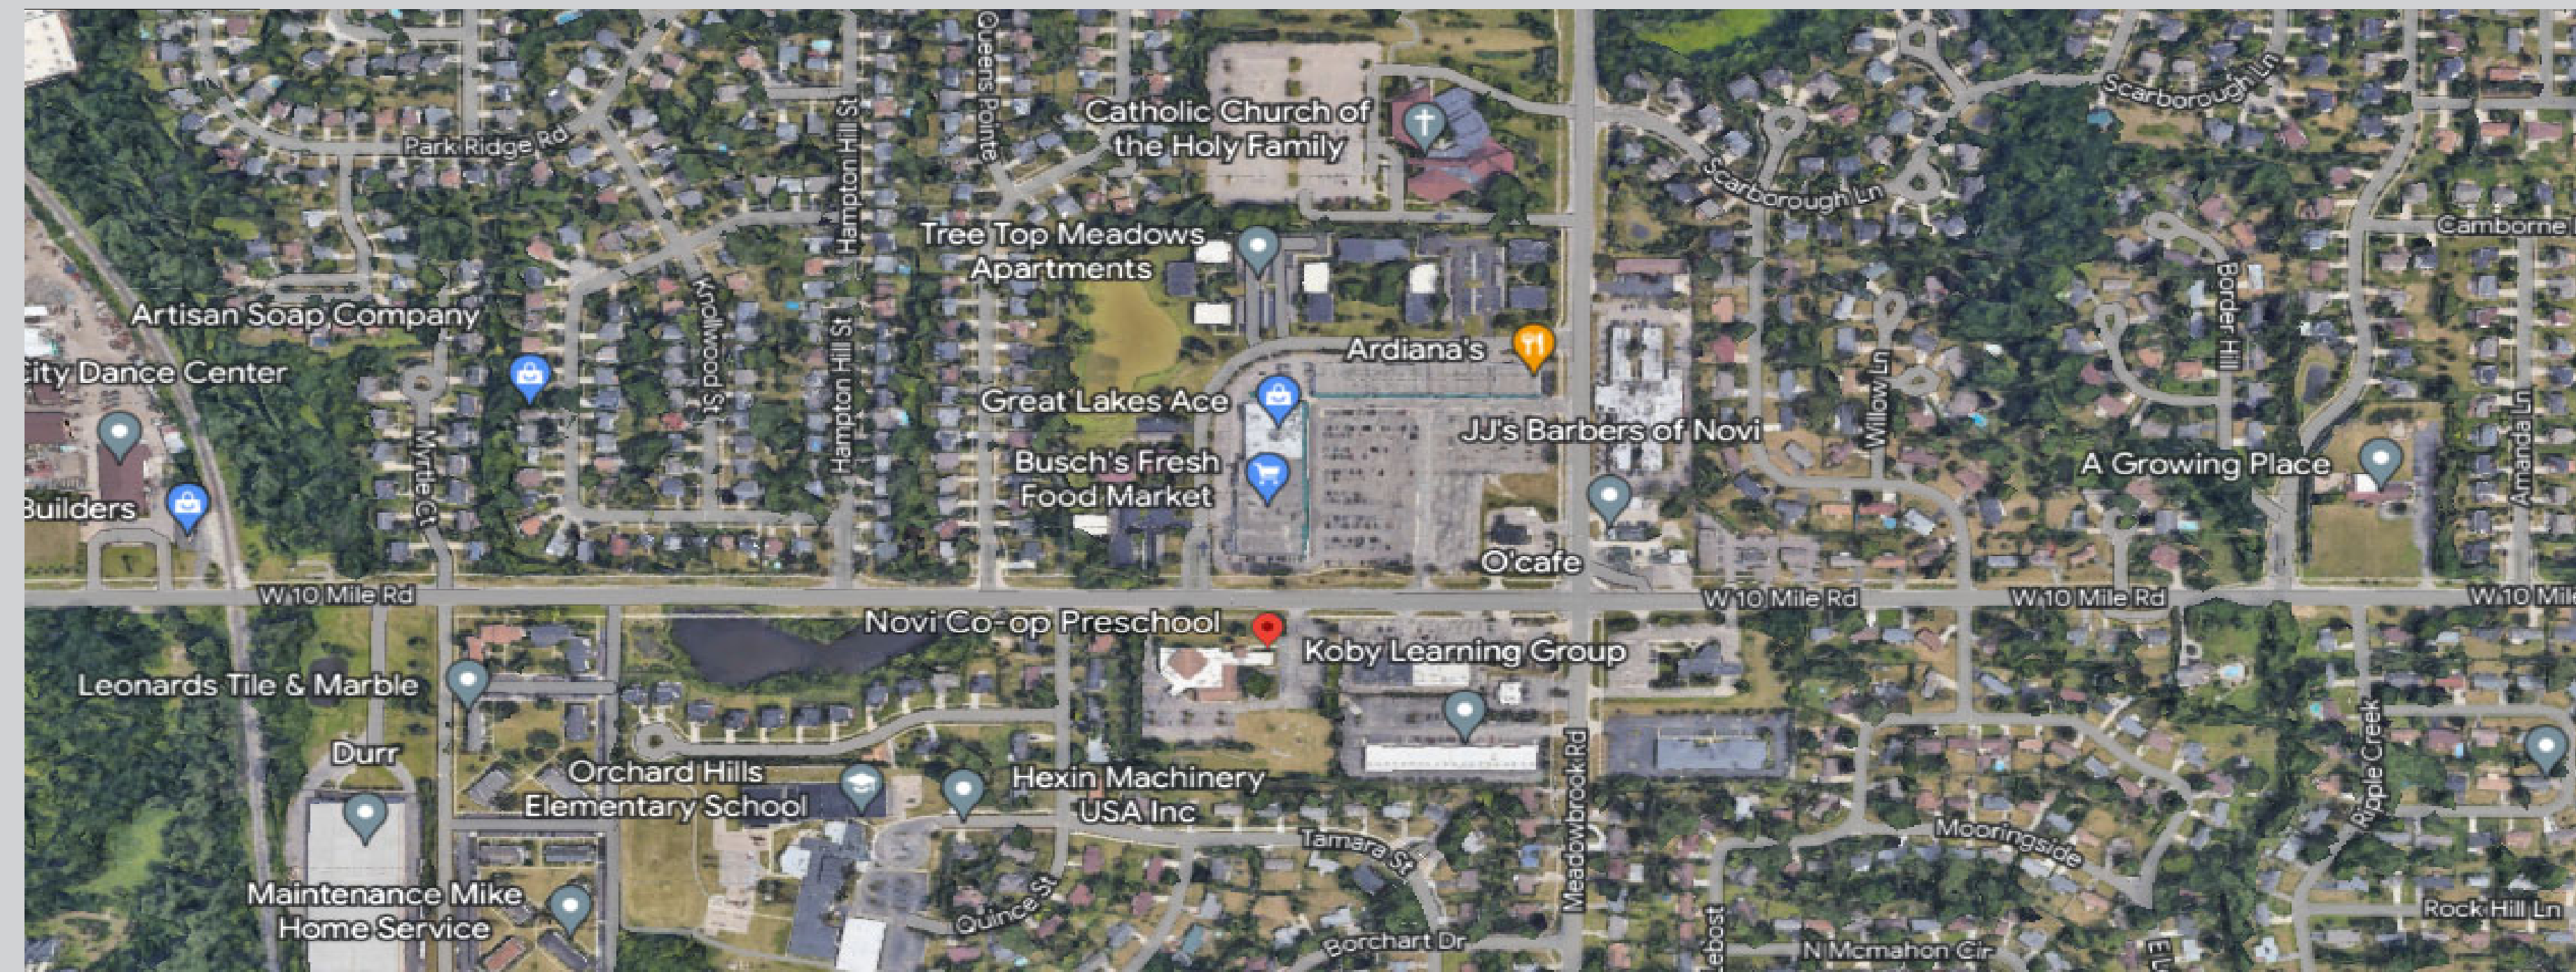 Queens Pointe
Scarborough Ln
Catholic Church of
the Holy Family
Park Ridge Rd
Hampton Hill St
Scarborough Ln
Tree Top Meadows
Apartments
Camborne
Artisan Soap Company
Knollwood St
Border Hill
Hampton Hill St
Ardiana's
City Dance Center
Great Lakes Ace
Willow Ln
JJ's Barbers of Novi
Amanda Ln
Myrtle Ct
Busch's Fresh
Food Market
A Growing Place
Builders
O'cafe
W 10 Mile Rd
W 10 Mile Rd
W 10 Mile Rd
W 10 Mile
Novi Co-op Preschool
Koby Learning Group
Leonards Tile & Marble
Meadowbrook Rd
Ripple Creek
Durr
Orchard Hills
Elementary School
Hexin Machinery
USA Inc
Tamara St
Mooringside
Maintenance Mike
Home Service
Quince St
Rock Hill Ln
Borchart Dr
N Mcmahon Cir